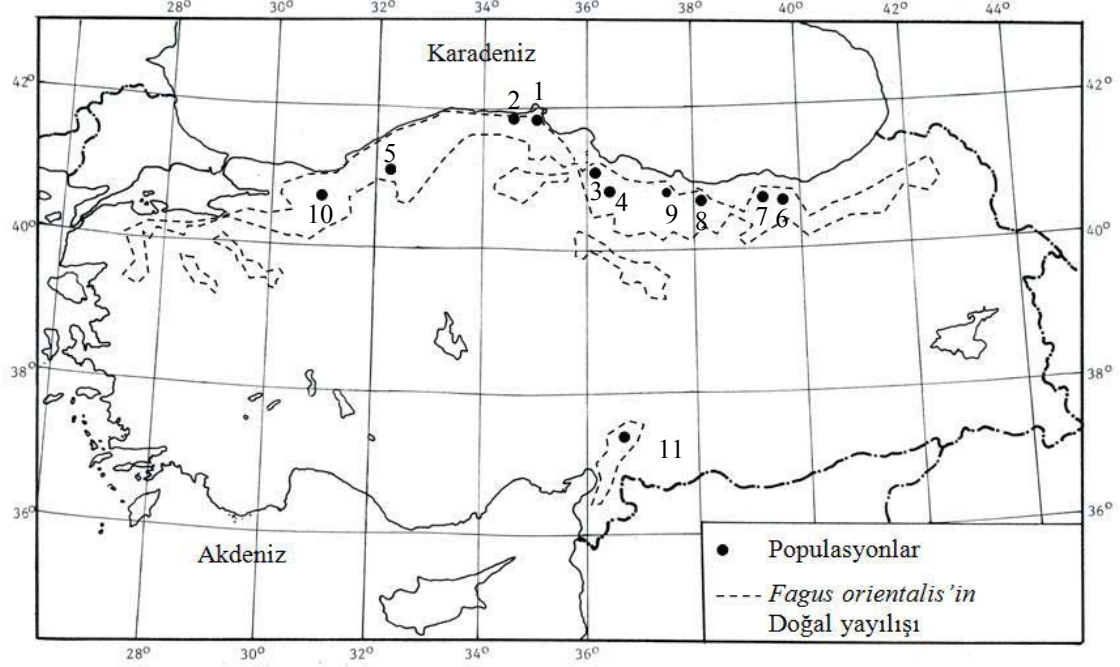 28° 30° 32° 34° 36° 38° 40° 42° 44°
Karadeniz
42° 42°
2 1
5
3 4 9 8 7 6
10
40° 40°
38° 38°
11
36° 36°
Akdeniz
Populasyonlar
Fagus orientalis'in
Doğal yayılışı
28° 30° 32° 34° 36°